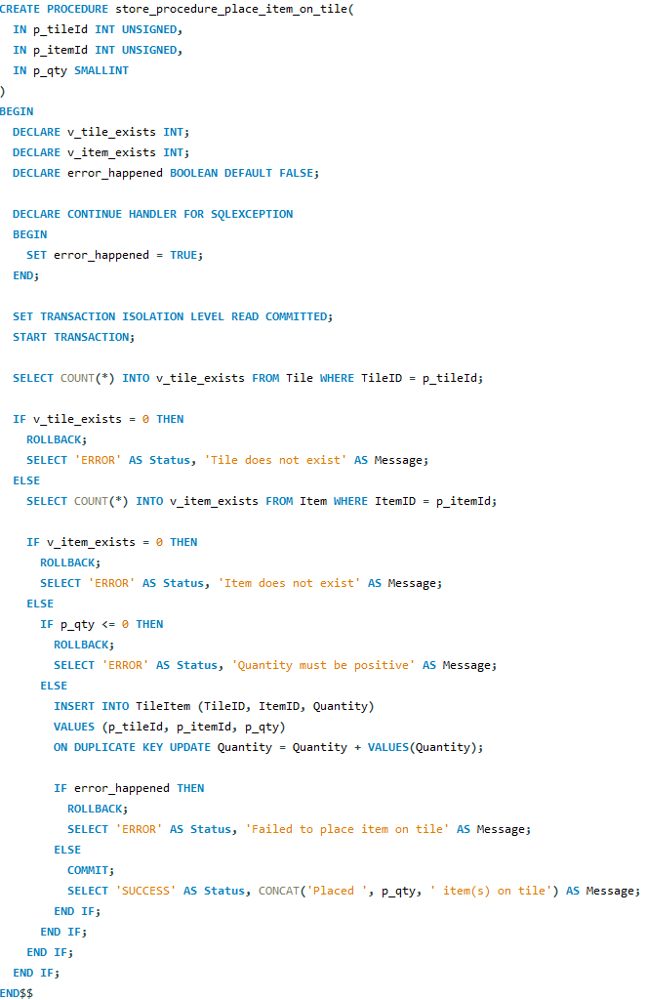 CREATE PROCEDURE store_procedure_place_item_on_tile(
  IN p_tileId INT UNSIGNED,
  IN p_itemId INT UNSIGNED,
  IN p_qty SMALLINT
)
BEGIN
  DECLARE v_tile_exists INT;
  DECLARE v_item_exists INT;
  DECLARE error_happened BOOLEAN DEFAULT FALSE;

  DECLARE CONTINUE HANDLER FOR SQLEXCEPTION
  BEGIN
    SET error_happened = TRUE;
  END;

  SET TRANSACTION ISOLATION LEVEL READ COMMITTED;
  START TRANSACTION;

  SELECT COUNT(*) INTO v_tile_exists FROM Tile WHERE TileID = p_tileId;

  IF v_tile_exists = 0 THEN
    ROLLBACK;
    SELECT 'ERROR' AS Status, 'Tile does not exist' AS Message;
  ELSE
    SELECT COUNT(*) INTO v_item_exists FROM Item WHERE ItemID = p_itemId;

    IF v_item_exists = 0 THEN
      ROLLBACK;
      SELECT 'ERROR' AS Status, 'Item does not exist' AS Message;
    ELSE
      IF p_qty <= 0 THEN
        ROLLBACK;
        SELECT 'ERROR' AS Status, 'Quantity must be positive' AS Message;
      ELSE
        INSERT INTO TileItem (TileID, ItemID, Quantity)
        VALUES (p_tileId, p_itemId, p_qty)
        ON DUPLICATE KEY UPDATE Quantity = Quantity + VALUES(Quantity);

        IF error_happened THEN
          ROLLBACK;
          SELECT 'ERROR' AS Status, 'Failed to place item on tile' AS Message;
        ELSE
          COMMIT;
          SELECT 'SUCCESS' AS Status, CONCAT('Placed ', p_qty, ' item(s) on tile') AS Message;
        END IF;
      END IF;
    END IF;
  END IF;
END$$